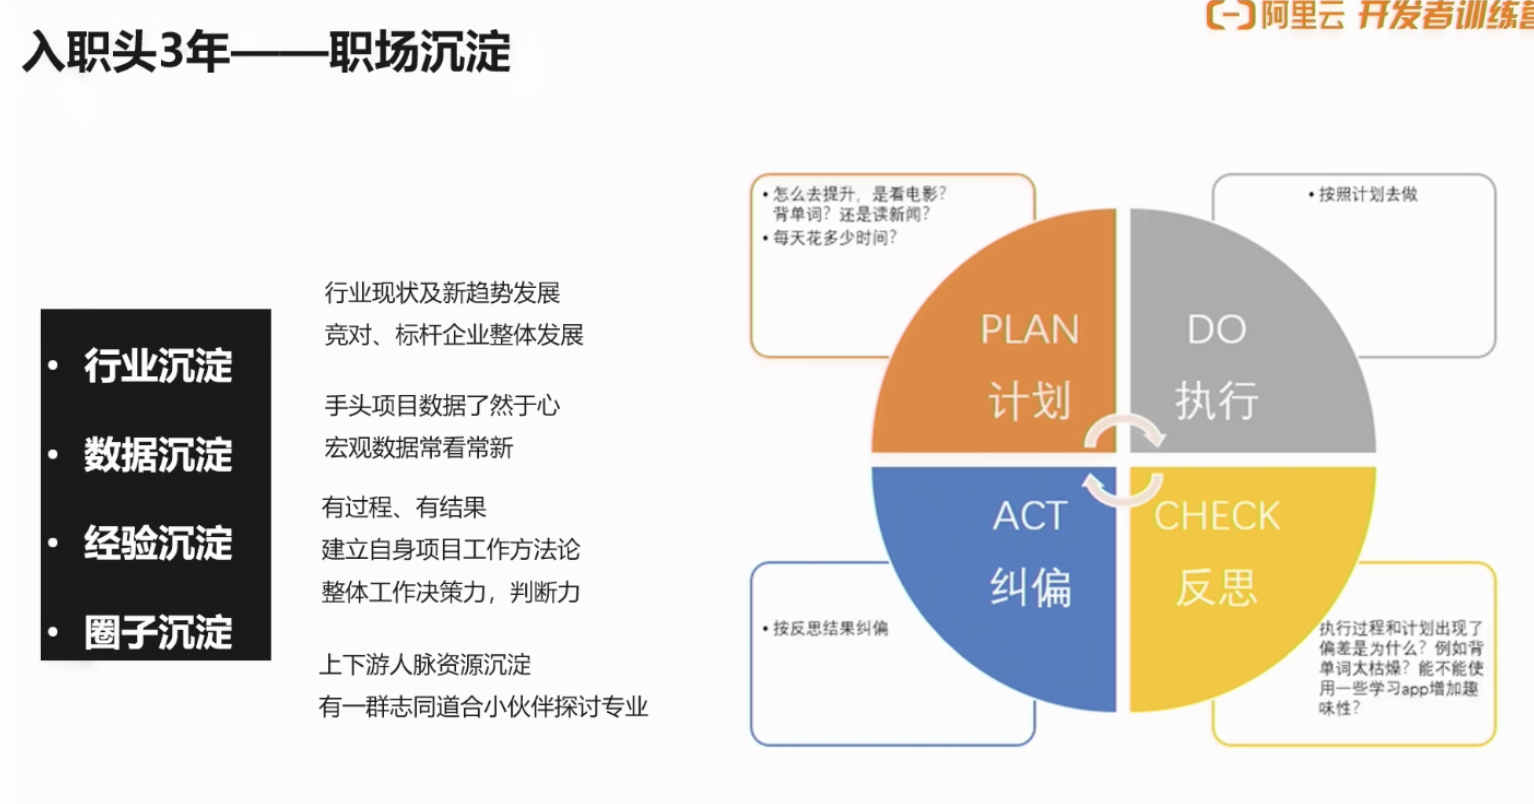 阿里云 开发者训练营
入职头3年——职场沉淀
• 行业沉淀
• 数据沉淀
• 经验沉淀
• 圈子沉淀
行业现状及新趋势发展
竞对、标杆企业整体发展
手头项目数据了然于心
宏观数据常看常新
有过程、有结果
建立自身项目工作方法论
整体工作决策力，判断力
上下游人脉资源沉淀
有一群志同道合小伙伴探讨专业
• 怎么去提升，是看电影？
背单词？还是读新闻？
• 每天花多少时间？
PLAN
计划
• 按照计划去做
DO
执行
ACT
纠偏
• 按反思结果纠偏
CHECK
反思
执行过程和计划出现了
偏差是为什么？例如背
单词太枯燥？能不能使
用一些学习app增加趣
味性？